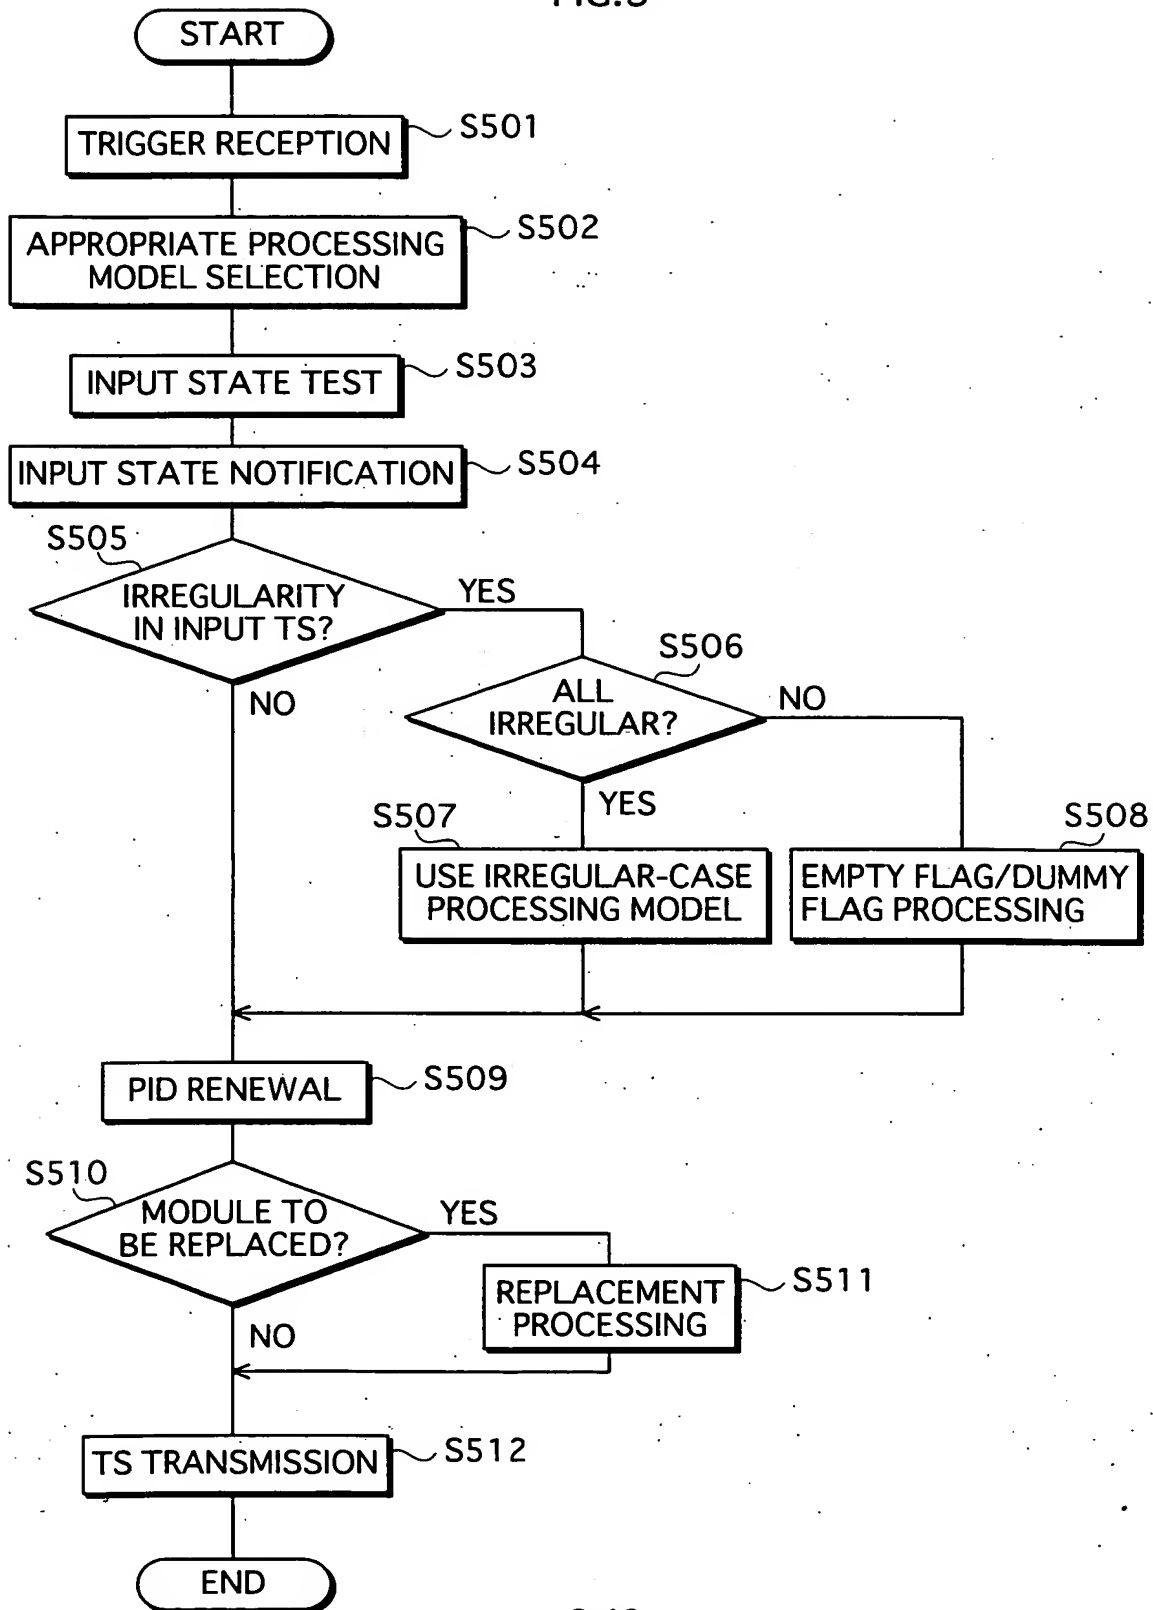 START
TRIGGER RECEPTION
S501
APPROPRIATE PROCESSING
MODEL SELECTION
S502
INPUT STATE TEST
S503
INPUT STATE NOTIFICATION
S504
S505
IRREGULARITY
IN INPUT TS?
YES
NO
S506
ALL
IRREGULAR?
NO
YES
S507
USE IRREGULAR-CASE
PROCESSING MODEL
S508
EMPTY FLAG/DUMMY
FLAG PROCESSING
PID RENEWAL
S509
S510
MODULE TO
BE REPLACED?
YES
NO
REPLACEMENT
PROCESSING
S511
TS TRANSMISSION
S512
END